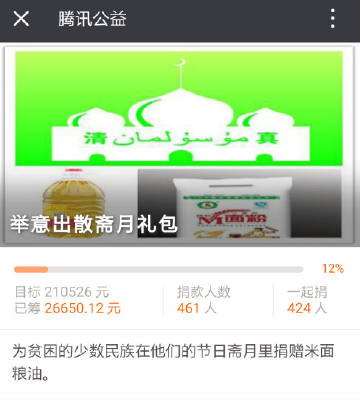 腾讯公益
清 مۇسۇلمان 真
M 面粉
举意出散斋月礼包
12%
目标 210526 元 捐款人数 一起捐
已筹 26650.12 元 461 人 424 人
为贫困的少数民族在他们的节日斋月里捐赠米面
粮油。